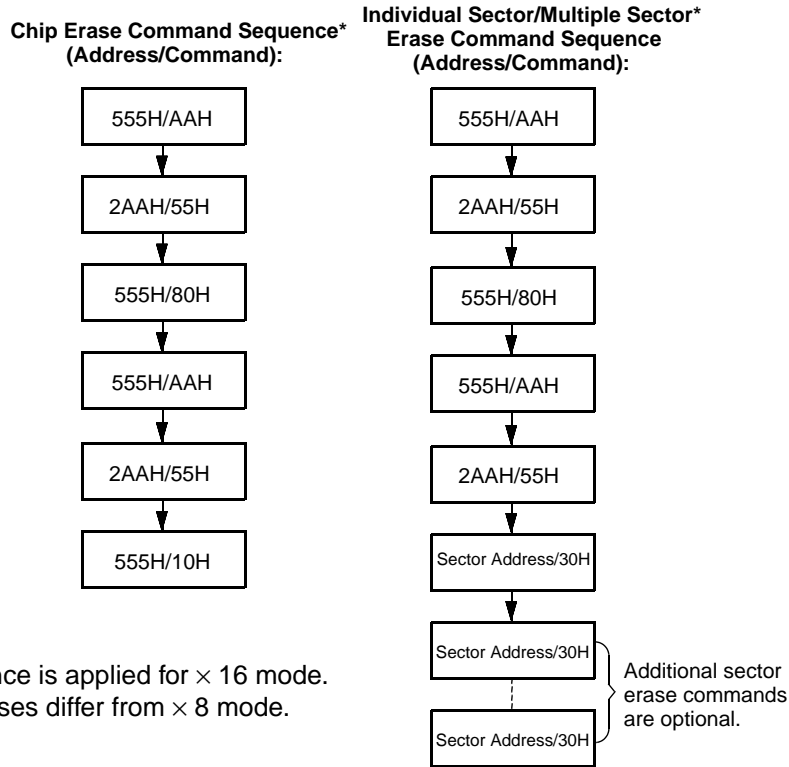 Chip Erase Command Sequence*
(Address/Command):
555H/AAH
2AAH/55H
555H/80H
555H/AAH
2AAH/55H
555H/10H
Individual Sector/Multiple Sector*
Erase Command Sequence
(Address/Command):
555H/AAH
2AAH/55H
555H/80H
555H/AAH
2AAH/55H
Sector Address/30H
Sector Address/30H
Sector Address/30H
Additional sector
erase commands
are optional.
is applied for × 16 mode.
differ from × 8 mode.